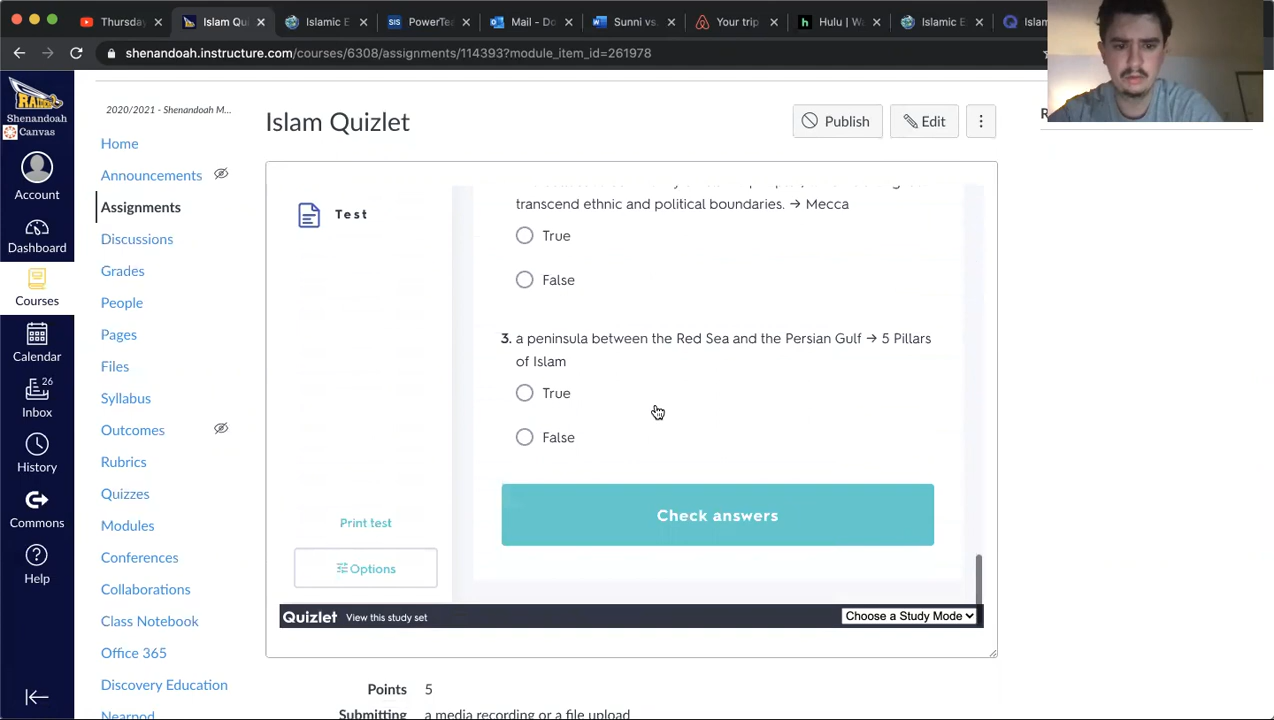 Thursday
Islam Qui
Islamic E
PowerTe
Mail - Do
Sunni vs.
Your trip
Hulu | W
Islamic E
Islam
shenandoah.instructure.com/courses/6308/assignments/114393?module_item_id=261978
Shenandoah
Canvas
Account
Dashboard
Courses
Calendar
26
Inbox
History
Commons
Help
2020/2021 - Shenandoah M...
Home
Announcements
Assignments
Discussions
Grades
People
Pages
Files
Syllabus
Outcomes
Rubrics
Quizzes
Modules
Conferences
Collaborations
Class Notebook
Office 365
Discovery Education
Nearpod
Islam Quizlet
Publish
Edit
Test
transcend ethnic and political boundaries. → Mecca
True
False
3. a peninsula between the Red Sea and the Persian Gulf → 5 Pillars
of Islam
True
False
Check answers
Print test
Options
Quizlet View this study set
Choose a Study Mode
Points 5
Submitting a media recording or a file upload